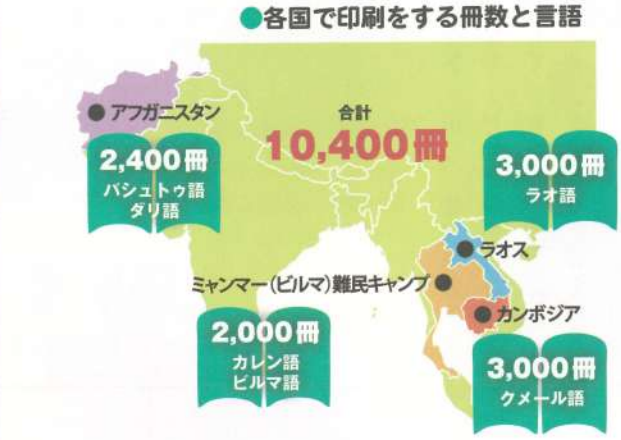 ●各国で印刷をする冊数と言語
アフガニスタン
2,400冊
パシュトゥ語
ダリ語
合計
10,400冊
3,000冊
ラオ語
ラオス
ミャンマー(ビルマ)難民キャンプ
2,000冊
カレン語
ビルマ語
カンボジア
3,000冊
クメール語